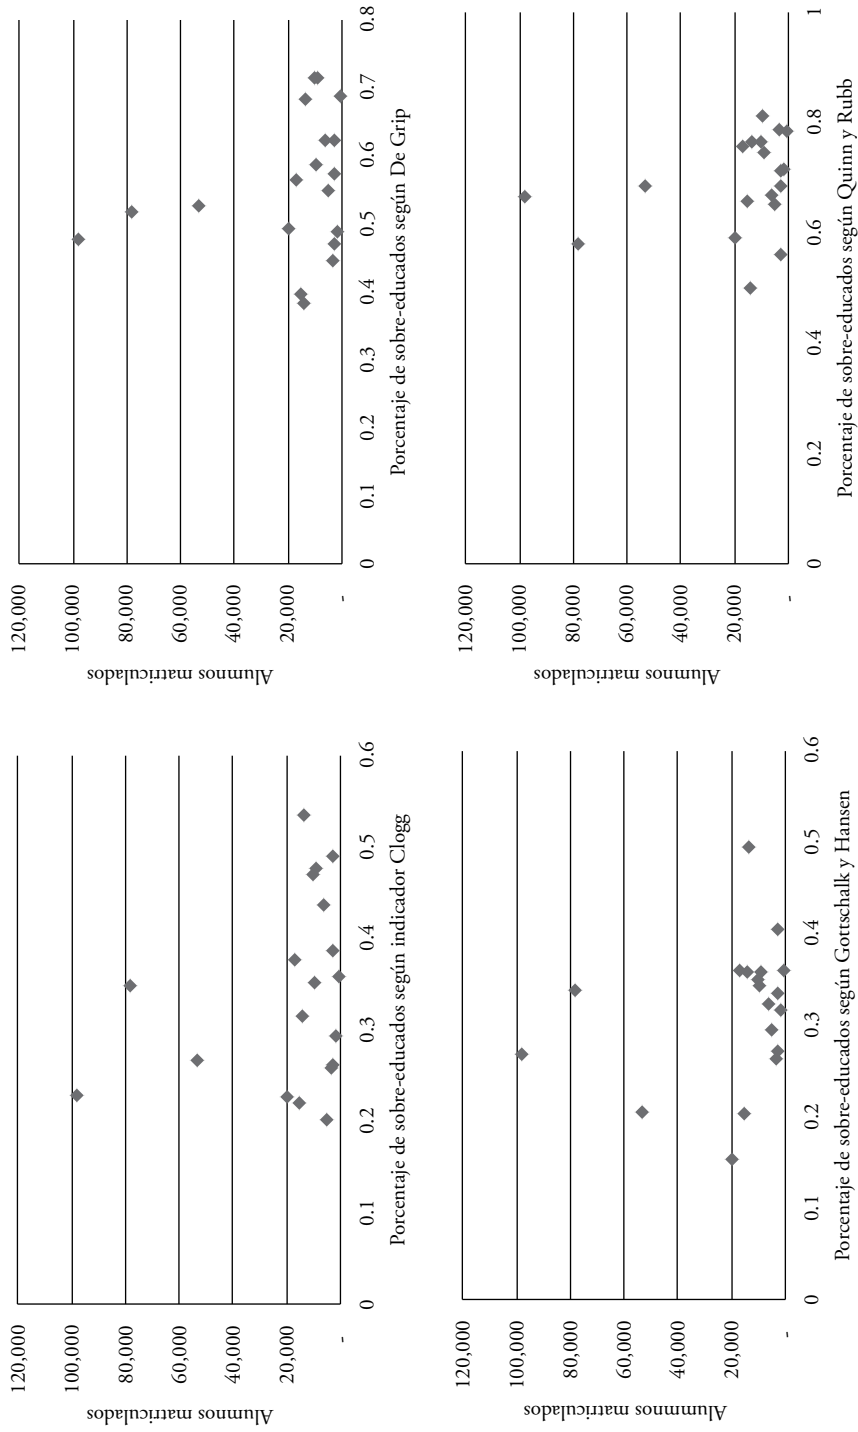 Alumnos matriculados
120,000
100,000
80,000
60,000
40,000
20,000
-
0 0.1 0.2 0.3 0.4 0.5 0.6
Porcentaje de sobre-educados según indicador Clogg
Alumnos matriculados
120,000
100,000
80,000
60,000
40,000
20,000
-
0 0.1 0.2 0.3 0.4 0.5 0.6 0.7 0.8
Porcentaje de sobre-educados según De Grip
Alummnos matriculados
120,000
100,000
80,000
60,000
40,000
20,000
-
0 0.1 0.2 0.3 0.4 0.5 0.6
Porcentaje de sobre-educados según Gottschalk y Hansen
Alumnos matriculados
120,000
100,000
80,000
60,000
40,000
20,000
-
0 0.2 0.4 0.6 0.8 1
Porcentaje de sobre-educados según Quinn y Rubb